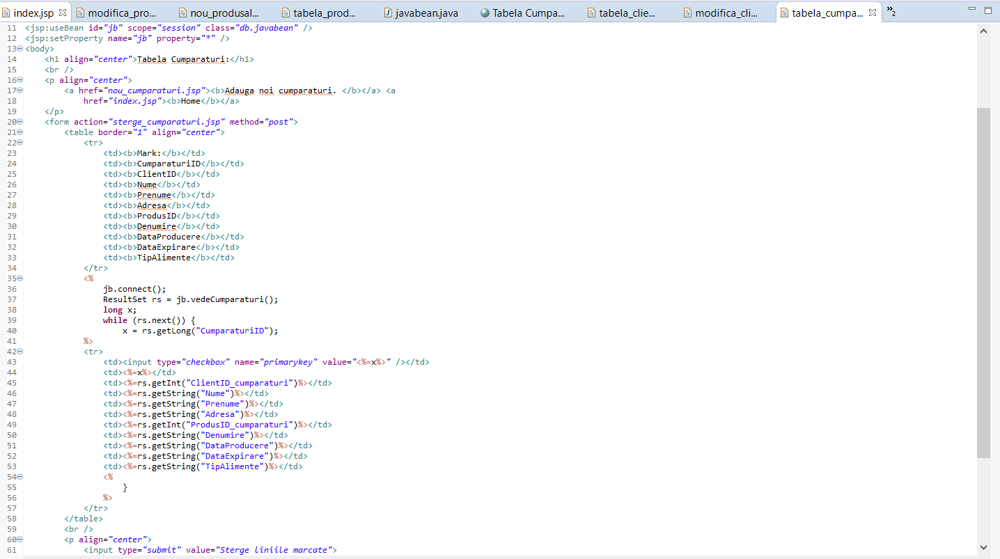 index.jsp modifica_pro... nou_produsal... tabela_prod... javabean.java Tabela Cumpa... tabela_clie... modifica_cli... tabela_cumpa... »2
11 <jsp:useBean id="jb" scope="session" class="db.javabean" />
12 <jsp:setProperty name="jb" property="*" />
13 <body>
14 <h1 align="center">Tabela Cumparaturi:</h1>
15 <br />
16 <p align="center">
17 <a href="nou_cumparaturi.jsp"><b>Adauga noi cumparaturi. </b></a> <a
18 href="index.jsp"><b>Home</b></a>
19 </p>
20 <form action="sterge_cumparaturi.jsp" method="post">
21 <table border="1" align="center">
22 <tr>
23 <td><b>Mark:</b></td>
24 <td><b>CumparaturiID</b></td>
25 <td><b>ClientID</b></td>
26 <td><b>Nume</b></td>
27 <td><b>Prenume</b></td>
28 <td><b>Adresa</b></td>
29 <td><b>ProdusID</b></td>
30 <td><b>Denumire</b></td>
31 <td><b>DataProducere</b></td>
32 <td><b>DataExpirare</b></td>
33 <td><b>TipAlimente</b></td>
34 </tr>
35 <%
36 jb.connect();
37 ResultSet rs = jb.vedeCumparaturi();
38 long x;
39 while (rs.next()) {
40 x = rs.getLong("CumparaturiID");
41 %>
42 <tr>
43 <td><input type="checkbox" name="primarykey" value="<%=x%>" /></td>
44 <td><%=x%></td>
45 <td><%=rs.getInt("ClientID_cumparaturi")%></td>
46 <td><%=rs.getString("Nume")%></td>
47 <td><%=rs.getString("Prenume")%></td>
48 <td><%=rs.getString("Adresa")%></td>
49 <td><%=rs.getInt("ProdusID_cumparaturi")%></td>
50 <td><%=rs.getString("Denumire")%></td>
51 <td><%=rs.getString("DataProducere")%></td>
52 <td><%=rs.getString("DataExpirare")%></td>
53 <td><%=rs.getString("TipAlimente")%></td>
54 <%
55 }
56 %>
57 </tr>
58 </table>
59 <br />
60 <p align="center">
61 <input type="submit" value="Sterge liniile marcate">